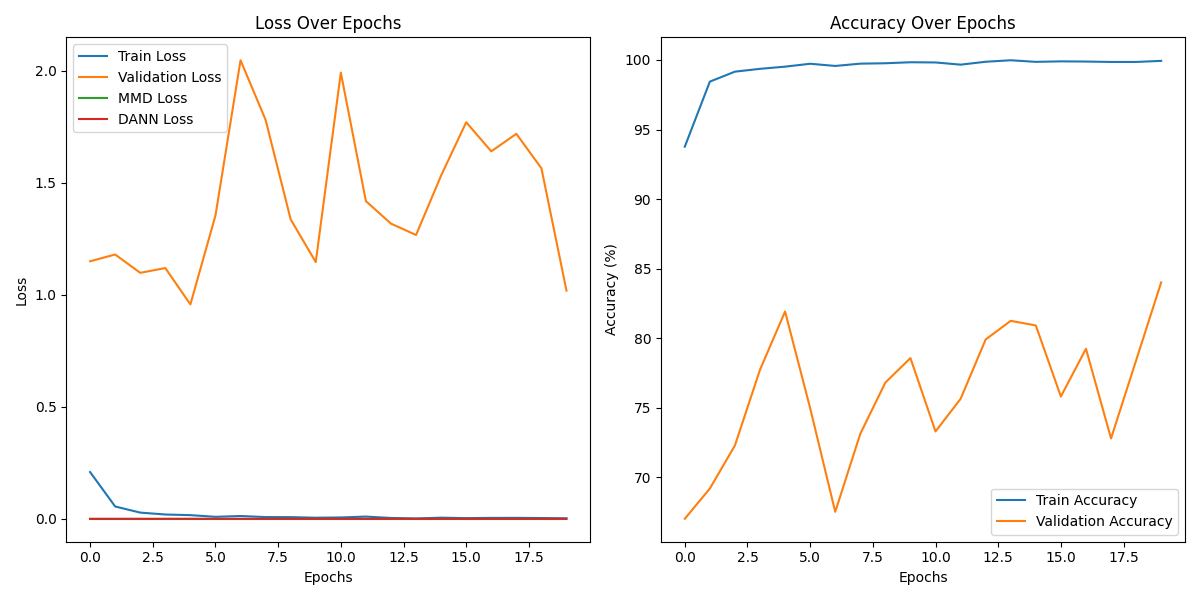 Loss Over Epochs
Train Loss
Validation Loss
MMD Loss
DANN Loss
2.0
1.5
1.0
0.5
0.0
Loss
0.0 2.5 5.0 7.5 10.0 12.5 15.0 17.5
Epochs
Accuracy Over Epochs
100
95
90
85
80
75
70
Accuracy (%)
Train Accuracy
Validation Accuracy
0.0 2.5 5.0 7.5 10.0 12.5 15.0 17.5
Epochs